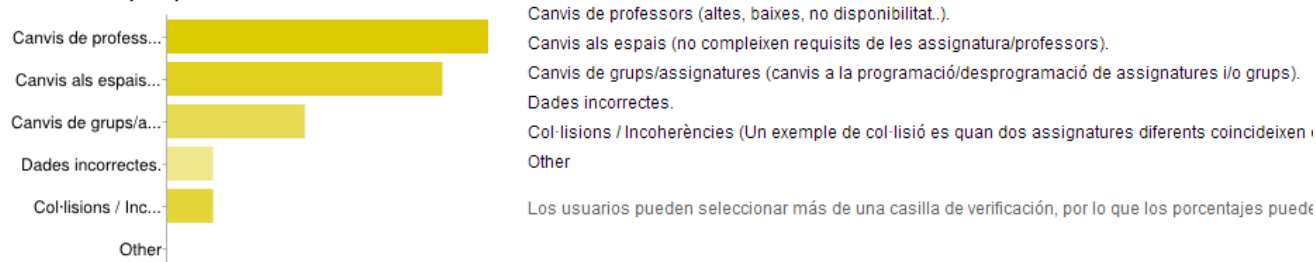 Canvis de profess...
Canvis als espais...
Canvis de grups/a...
Dades incorrectes.
Col·lisions / Inc...
Other
Canvis de professors (altes, baixes, no disponibilitat..).
Canvis als espais (no compleixen requisits de les assignatura/professors).
Canvis de grups/assignatures (canvis a la programació/desprogramació de assignatures i/o grups).
Dades incorrectes.
Col·lisions / Incoherències (Un exemple de col·lisió es quan dos assignatures diferents coincideixen
Other
Los usuarios pueden seleccionar más de una casilla de verificación, por lo que los porcentajes puede